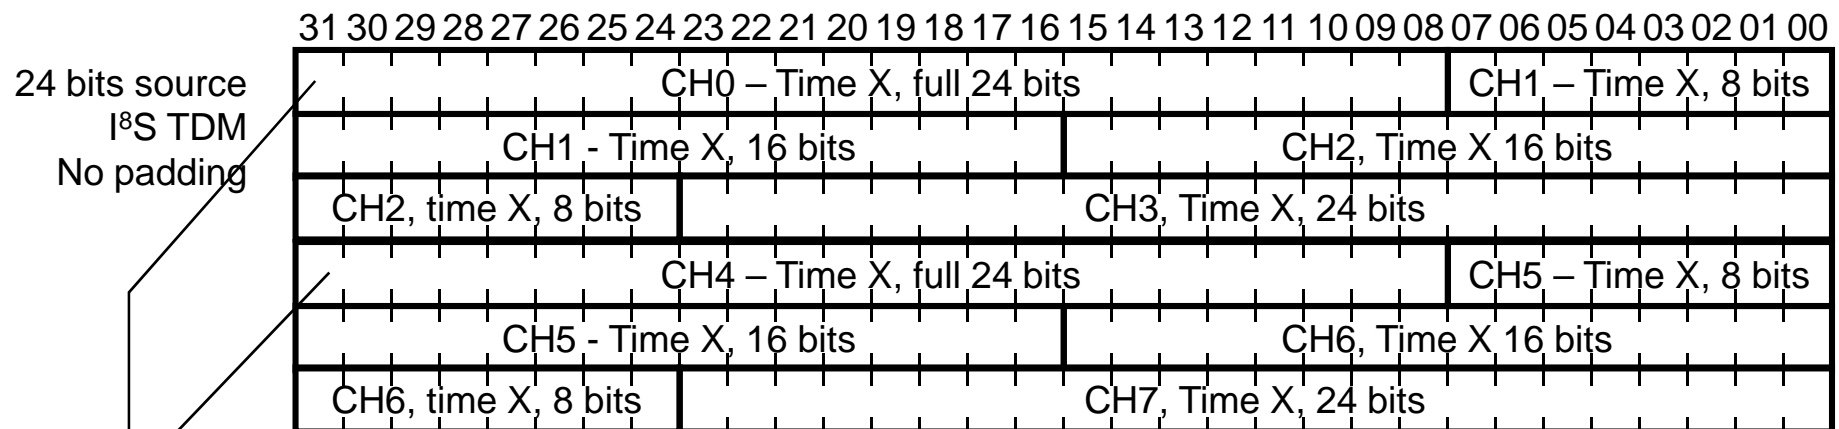 31 30 29 28 27 26 25 24 23 22 21 20 19 18 17 16 15 14 13 12 11 10 09 08 07 06 05 04 03 02 01 00
24 bits source
I8S TDM
No padding
CH0 – Time X, full 24 bits CH1 – Time X, 8 bits
CH1 - Time X, 16 bits CH2, Time X 16 bits
CH2, time X, 8 bits CH3, Time X, 24 bits
CH4 – Time X, full 24 bits CH5 – Time X, 8 bits
CH5 - Time X, 16 bits CH6, Time X 16 bits
CH6, time X, 8 bits CH7, Time X, 24 bits